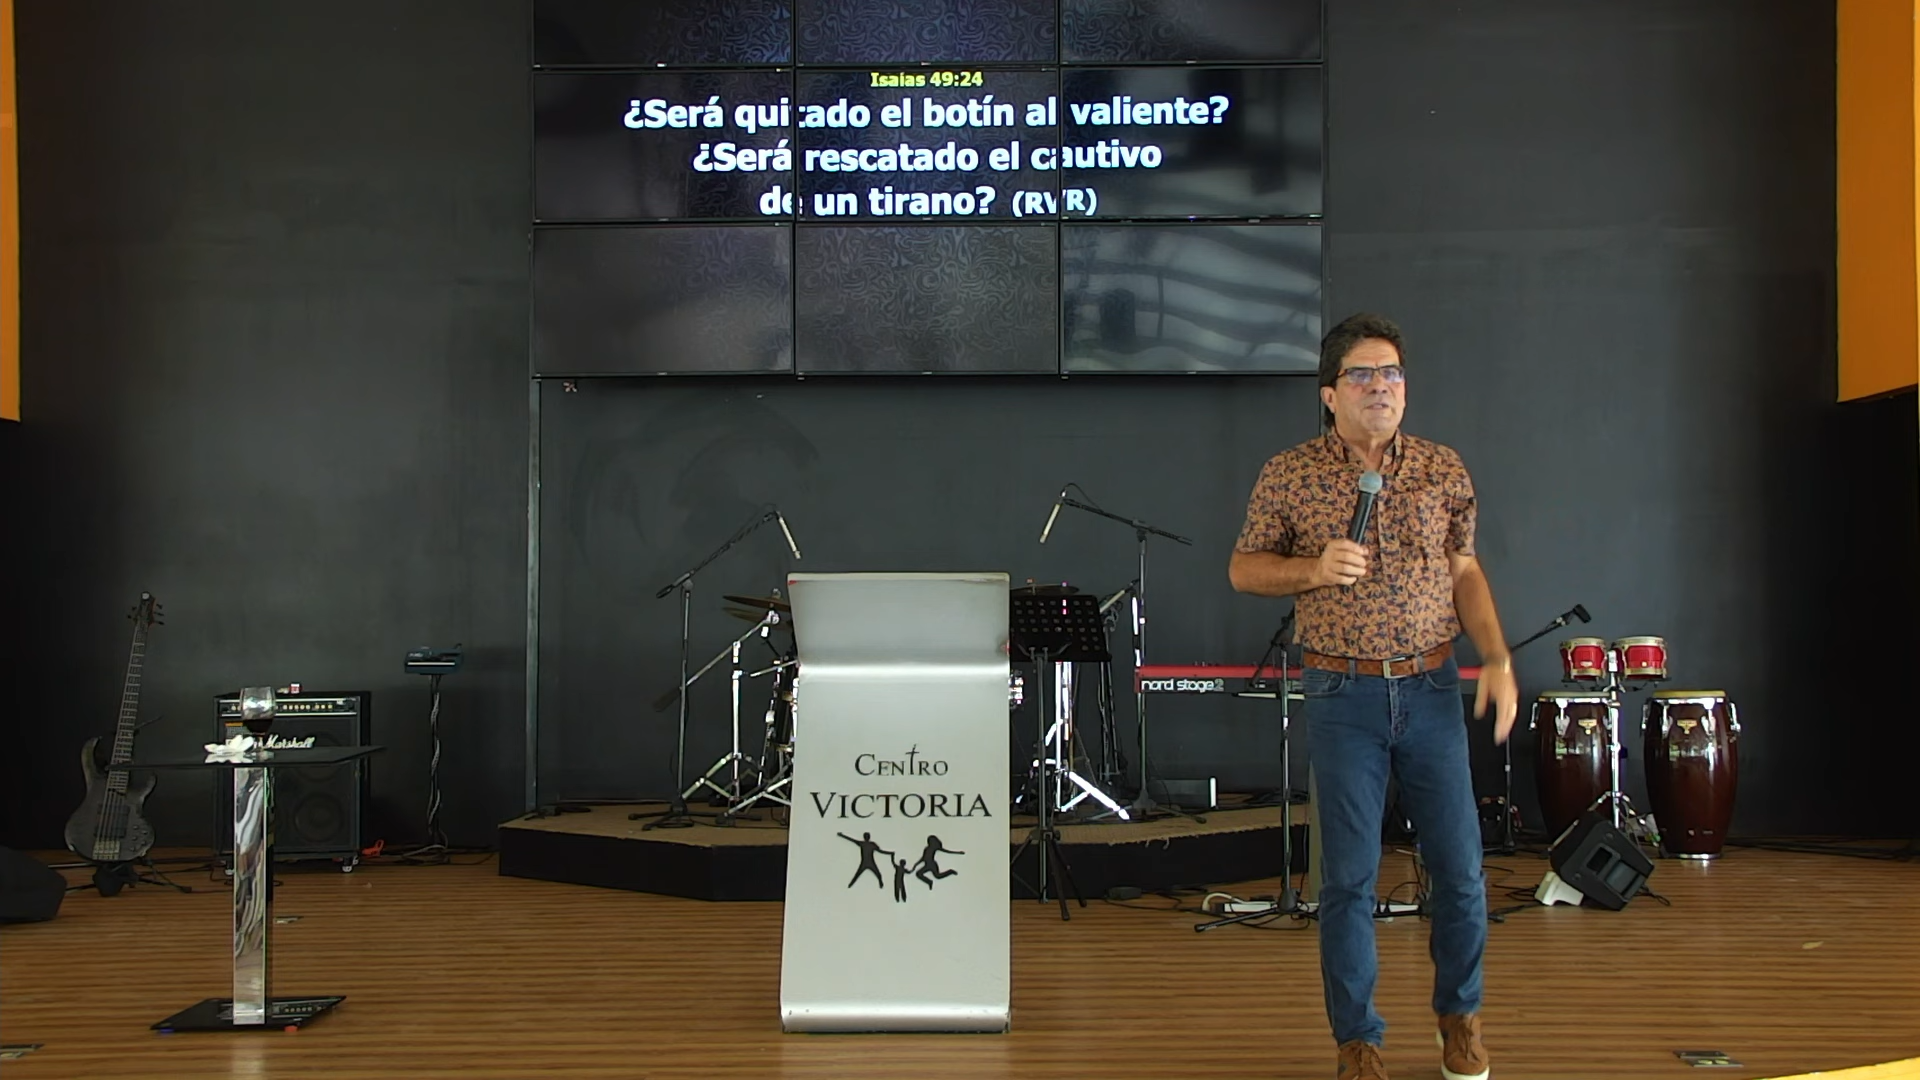 Isaías 49:24
¿Será quitado el botín al valiente?
¿Será rescatado el cautivo
de un tirano? (RVR)
nord stage 2
Marshall
CENTRO
VICTORIA